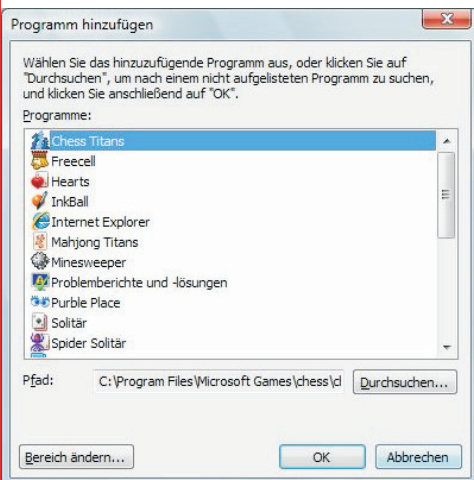 Programm hinzufügen
Wählen Sie das hinzuzufügende Programm aus, oder klicken Sie auf
"Durchsuchen", um nach einem nicht aufgelisteten Programm zu suchen,
und klicken Sie anschließend auf "OK".
Programme:
Chess Titans
Freecell
Hearts
InkBall
Internet Explorer
Mahjong Titans
Minesweeper
Problemberichte und -lösungen
Purble Place
Solitär
Spider Solitär
Pfad: C:\Program Files\Microsoft Games\chess\cl Durchsuchen...
Bereich ändern... OK Abbrechen